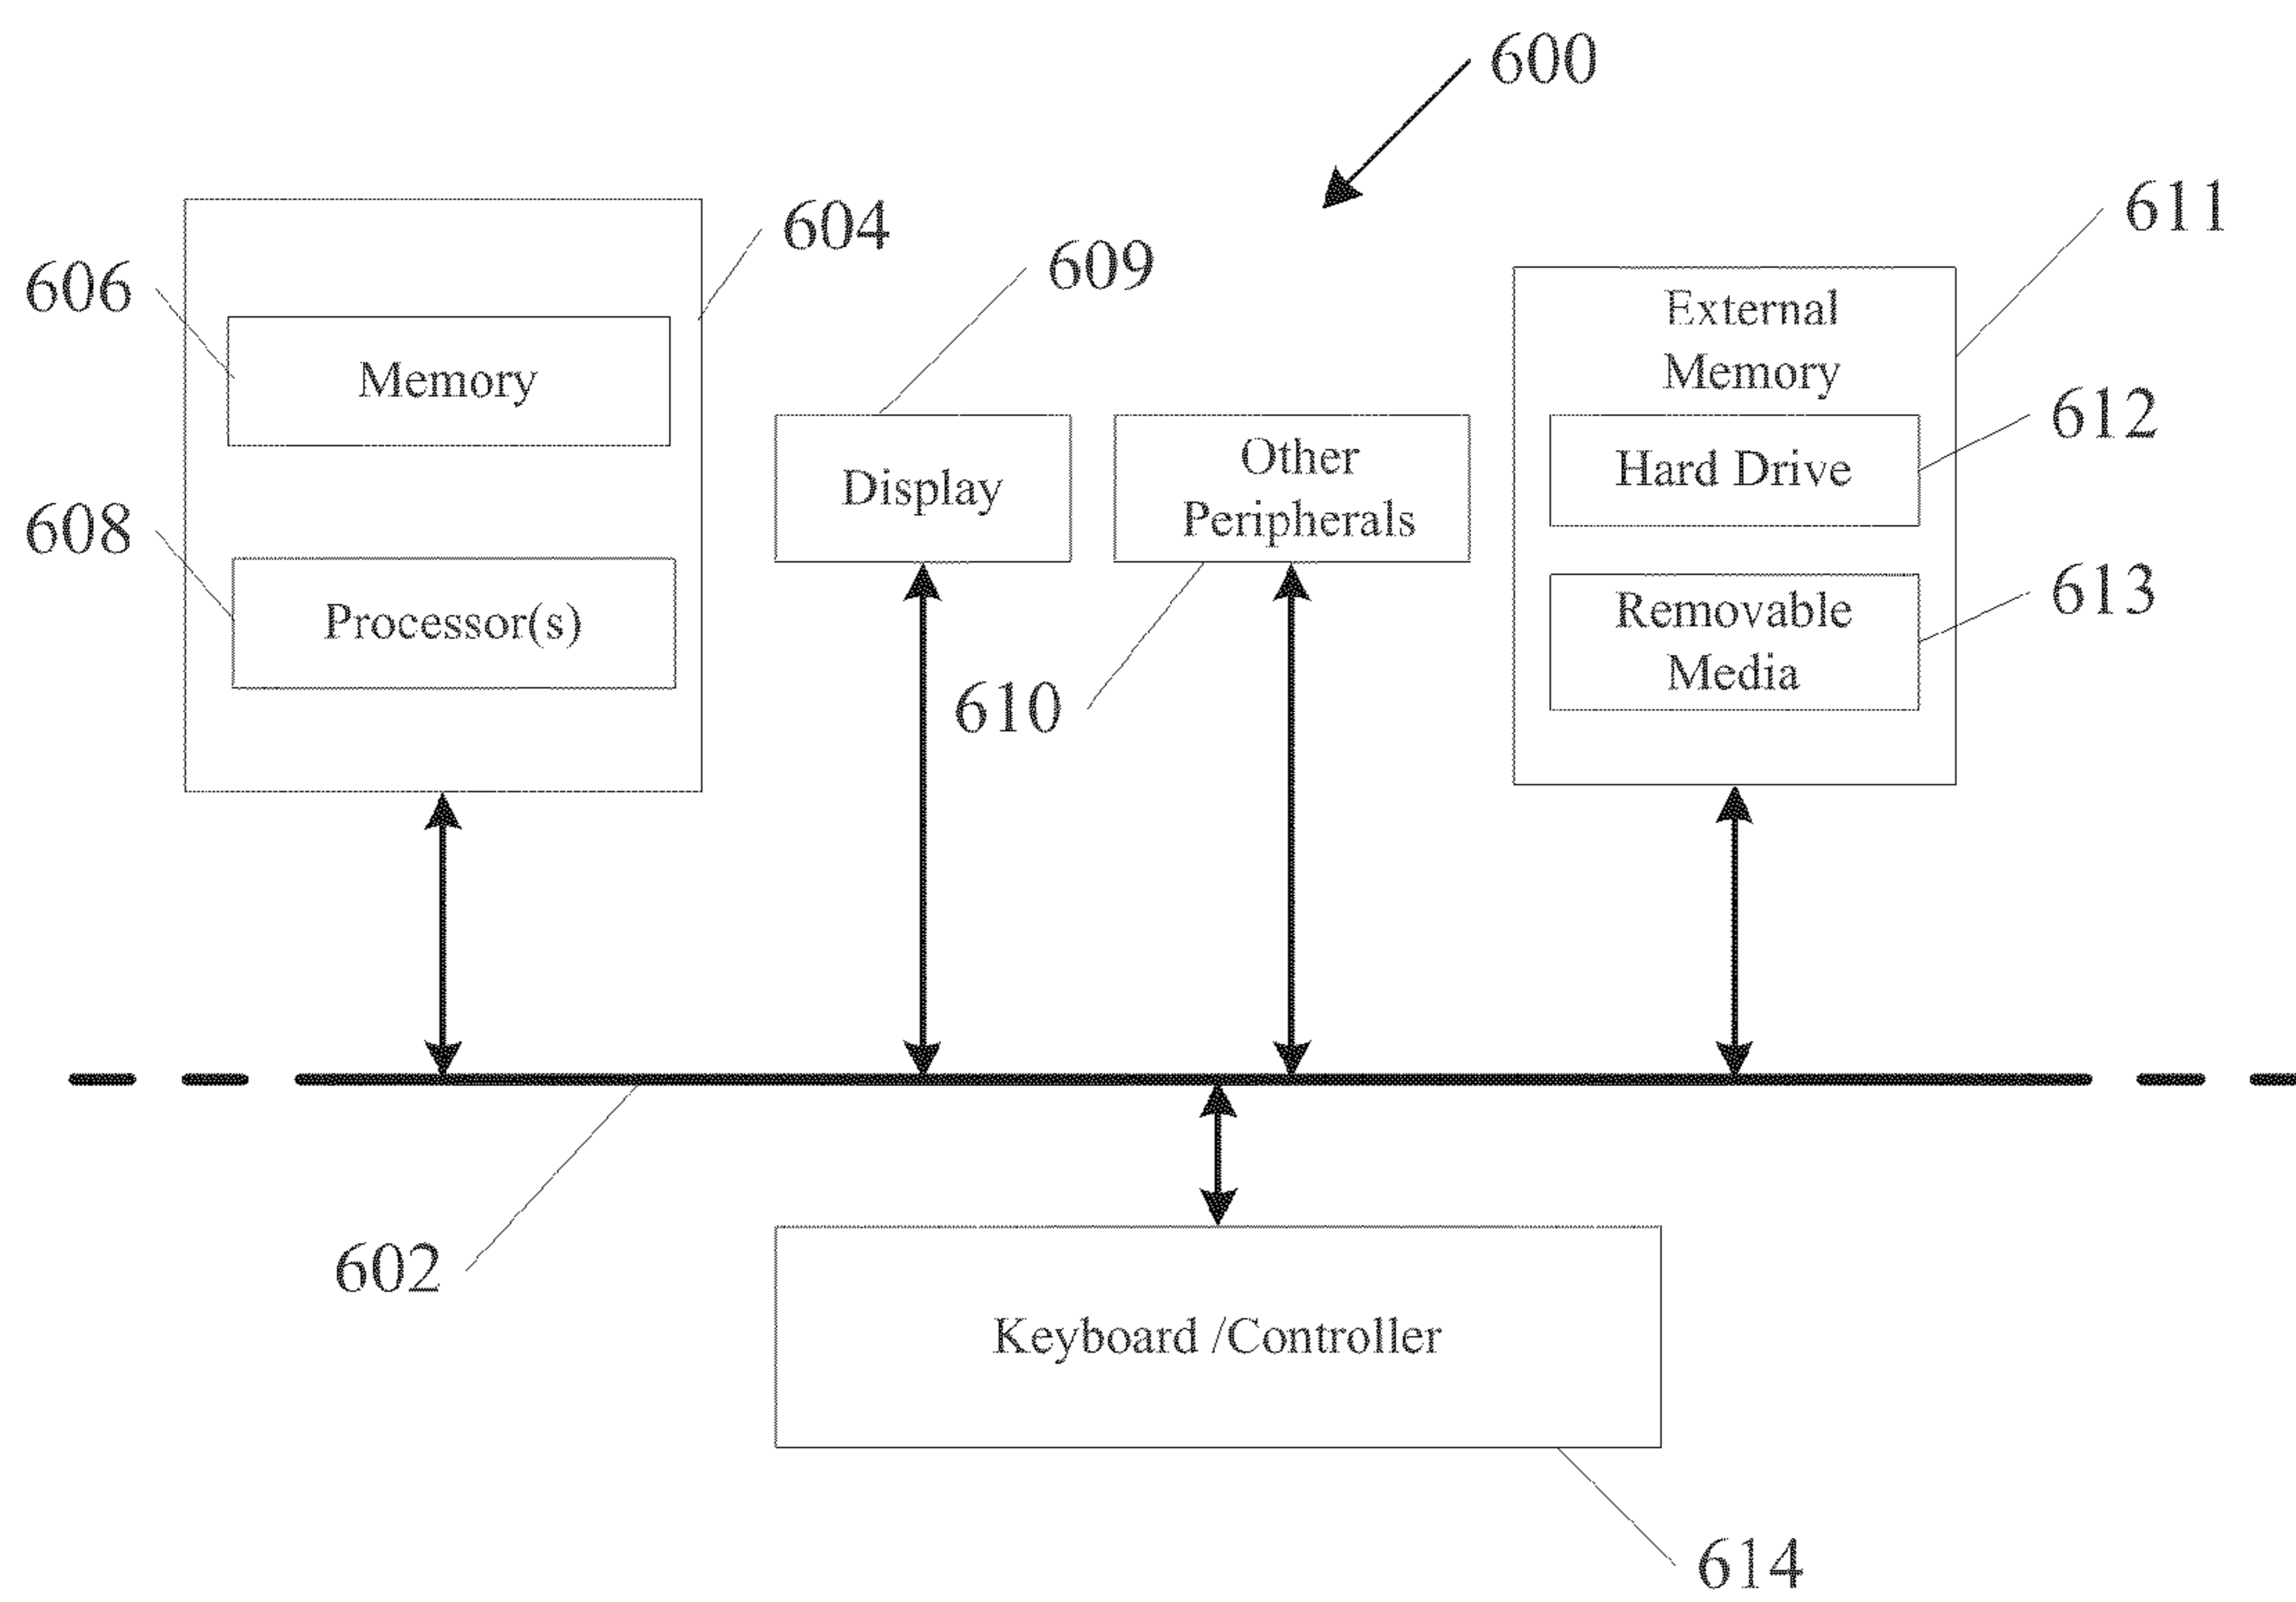 600
611
604
609
606
External
Memory
Memory
612
Other
Hard Drive
Display
Peripherals
608
613
Removable
Processor(s)
Media
610
602
Keyboard /Controller
614